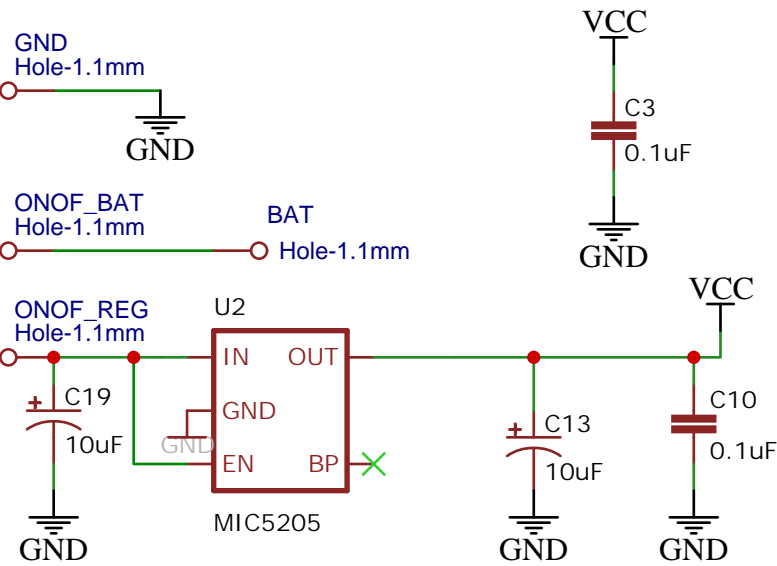 VCC
GND
Hole-1.1mm
C3
0.1uF
GND
ONOF_BAT
Hole-1.1mm
BAT
Hole-1.1mm
GND
VCC
ONOF_REG
Hole-1.1mm
U2
IN
OUT
C19
10uF
GND
GND
EN
BP
C13
10uF
C10
0.1uF
MIC5205
GND
GND
GND